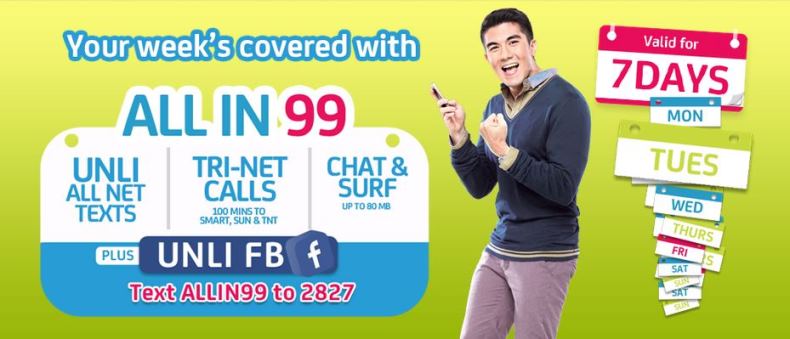 Your week's covered with
ALL IN 99
UNLI
ALL NET
TEXTS
TRI-NET
CALLS
100 MINS TO
SMART, SUN & TNT
CHAT &
SURF
UP TO 80 MB
PLUS UNLI FB f
Text ALLIN99 to 2827
Valid for
7DAYS
MON
TUES
WED
THURS
FRI
SAT
SUN
SAT
SUN